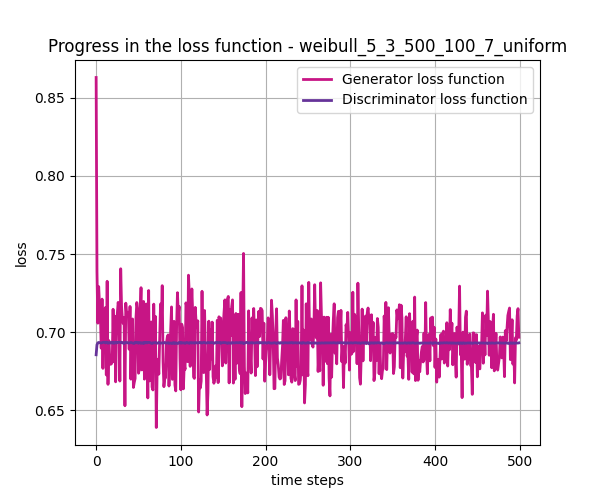 Progress in the loss function - weibull_5_3_500_100_7_uniform
Generator loss function
Discriminator loss function
0.85
0.80
0.75
0.70
0.65
loss
0 100 200 300 400 500
time steps